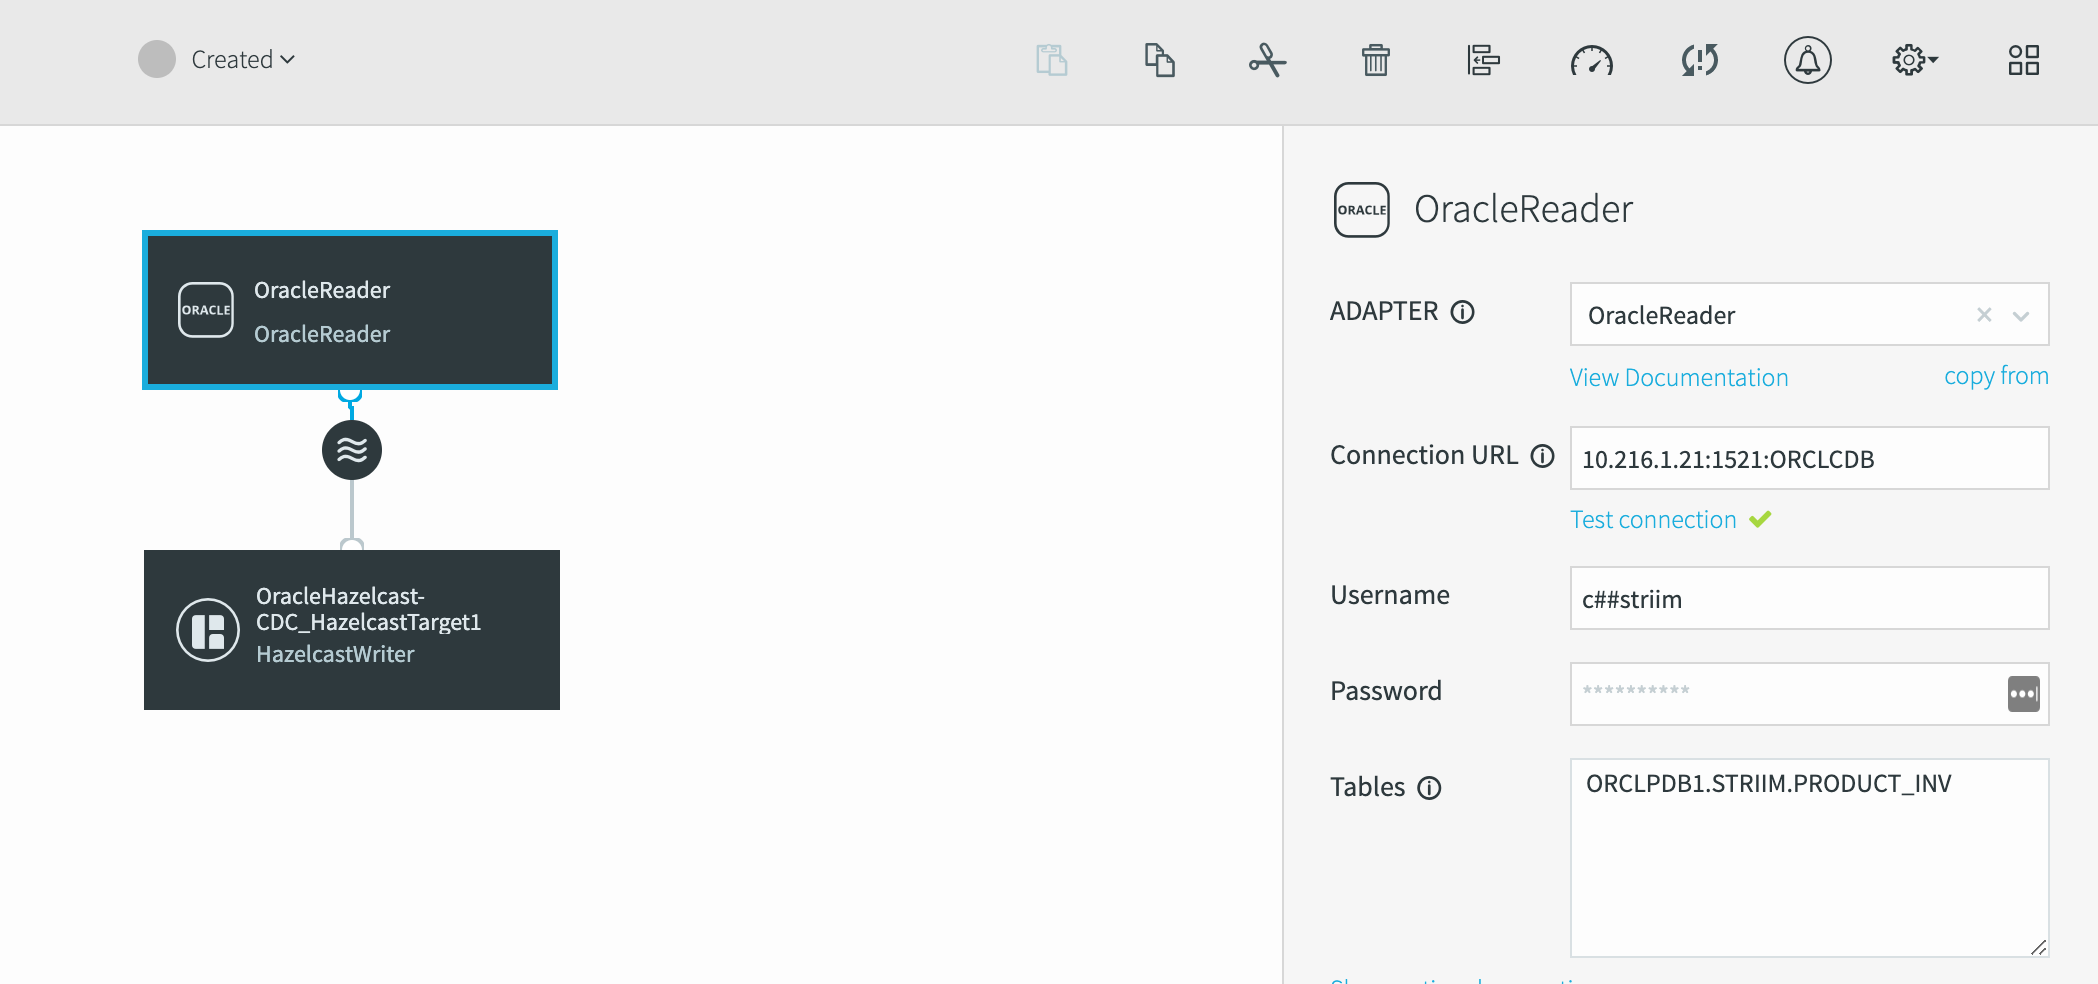 Created
ORACLE
OracleReader
OracleReader
OracleHazelcast-
CDC_HazelcastTarget1
HazelcastWriter
ORACLE
OracleReader
ADAPTER
OracleReader
View Documentation
copy from
Connection URL
10.216.1.21:1521:ORCLCDB
Test connection
Username
c##striim
Password
**********
Tables
ORCLPDB1.STRIIM.PRODUCT_INV